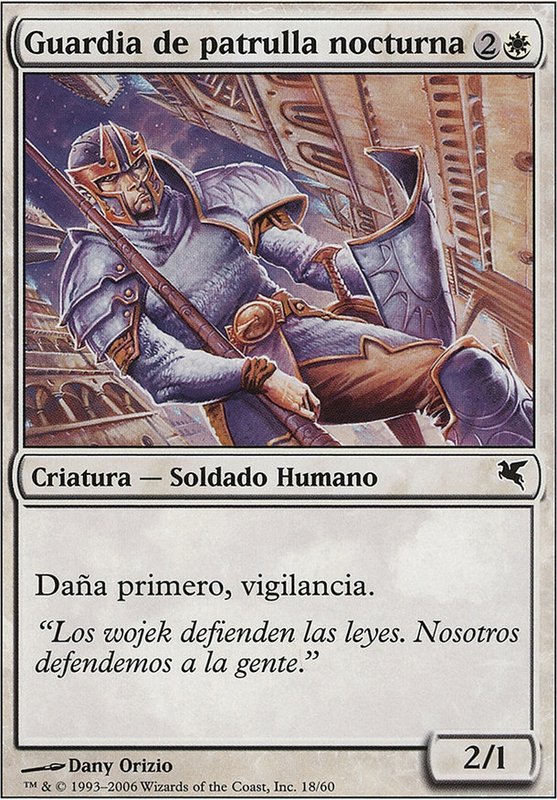 Guardia de patrulla nocturna 2
Criatura — Soldado Humano
Daña primero, vigilancia.
“Los wojek defienden las leyes. Nosotros
defendemos a la gente.”
2/1
Dany Orizio
™ & © 1993–2006 Wizards of the Coast, Inc. 18/60